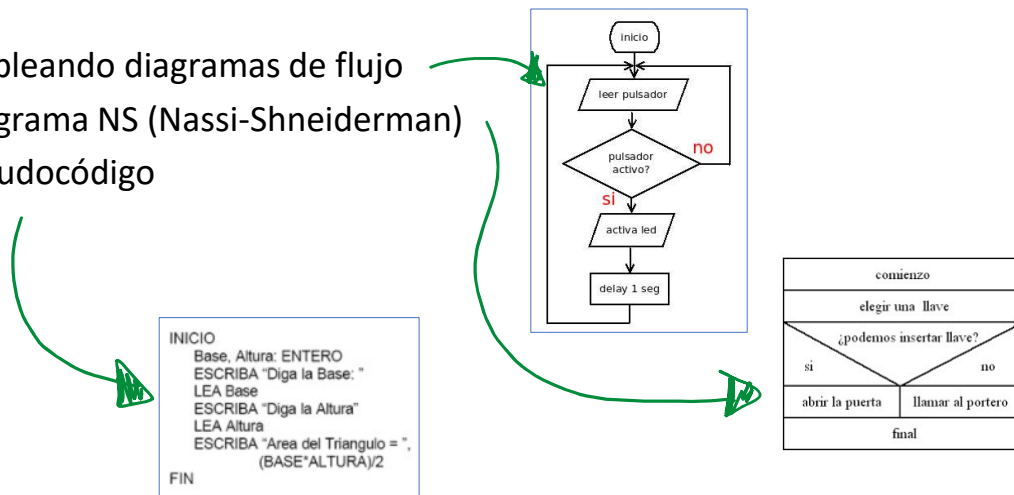 pleando diagramas de flujo
grama NS (Nassi-Shneiderman)
udocódigo
inicio
leer pulsador
pulsador
activo?
no
si
activa led
delay 1 seg
comienzo
elegir una llave
¿podemos insertar llave?
si no
abrir la puerta llamar al portero
final
INICIO
Base, Altura: ENTERO
ESCRIBA "Diga la Base: "
LEA Base
ESCRIBA "Diga la Altura"
LEA Altura
ESCRIBA "Area del Triangulo = ",
(BASE*ALTURA)/2
FIN